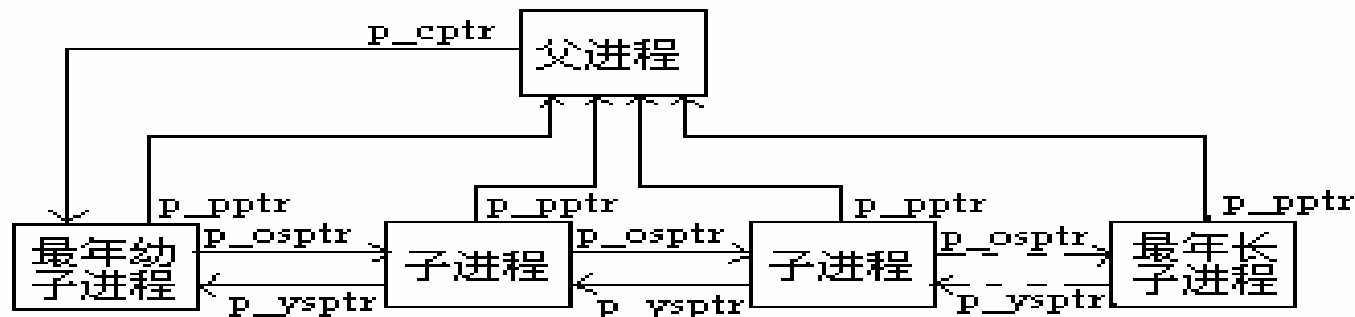 p_cptr
父进程
p_pptr
p_pptr
p_pptr
p_pptr
最年幼
子进程
p_osptr
子进程
p_osptr
子进程
p_osptr
最年长
子进程
p_ysptr
p_ysptr
p_ysptr